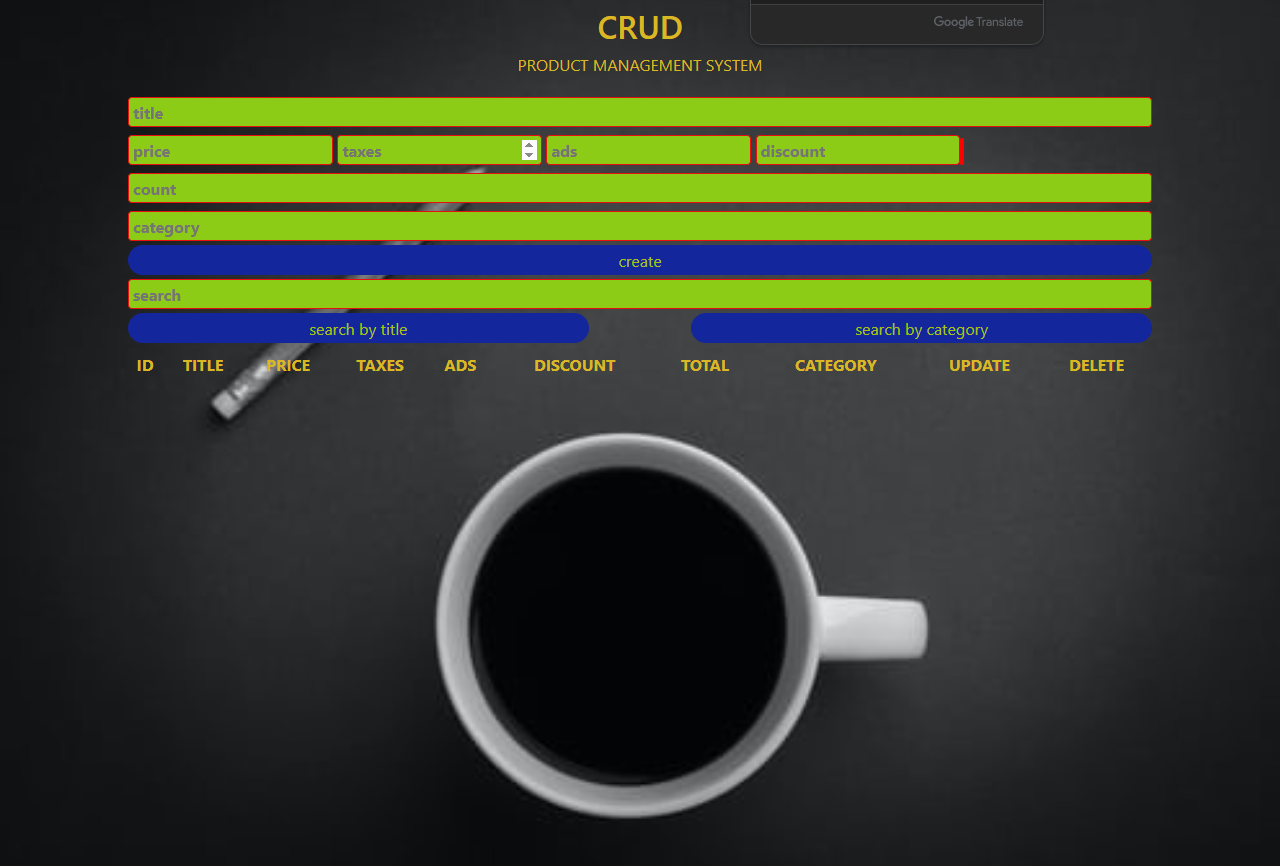 CRUD
Google Translate
PRODUCT MANAGEMENT SYSTEM
title
price taxes ads discount
count
category
create
search
search by title search by category
ID TITLE PRICE TAXES ADS DISCOUNT TOTAL CATEGORY UPDATE DELETE